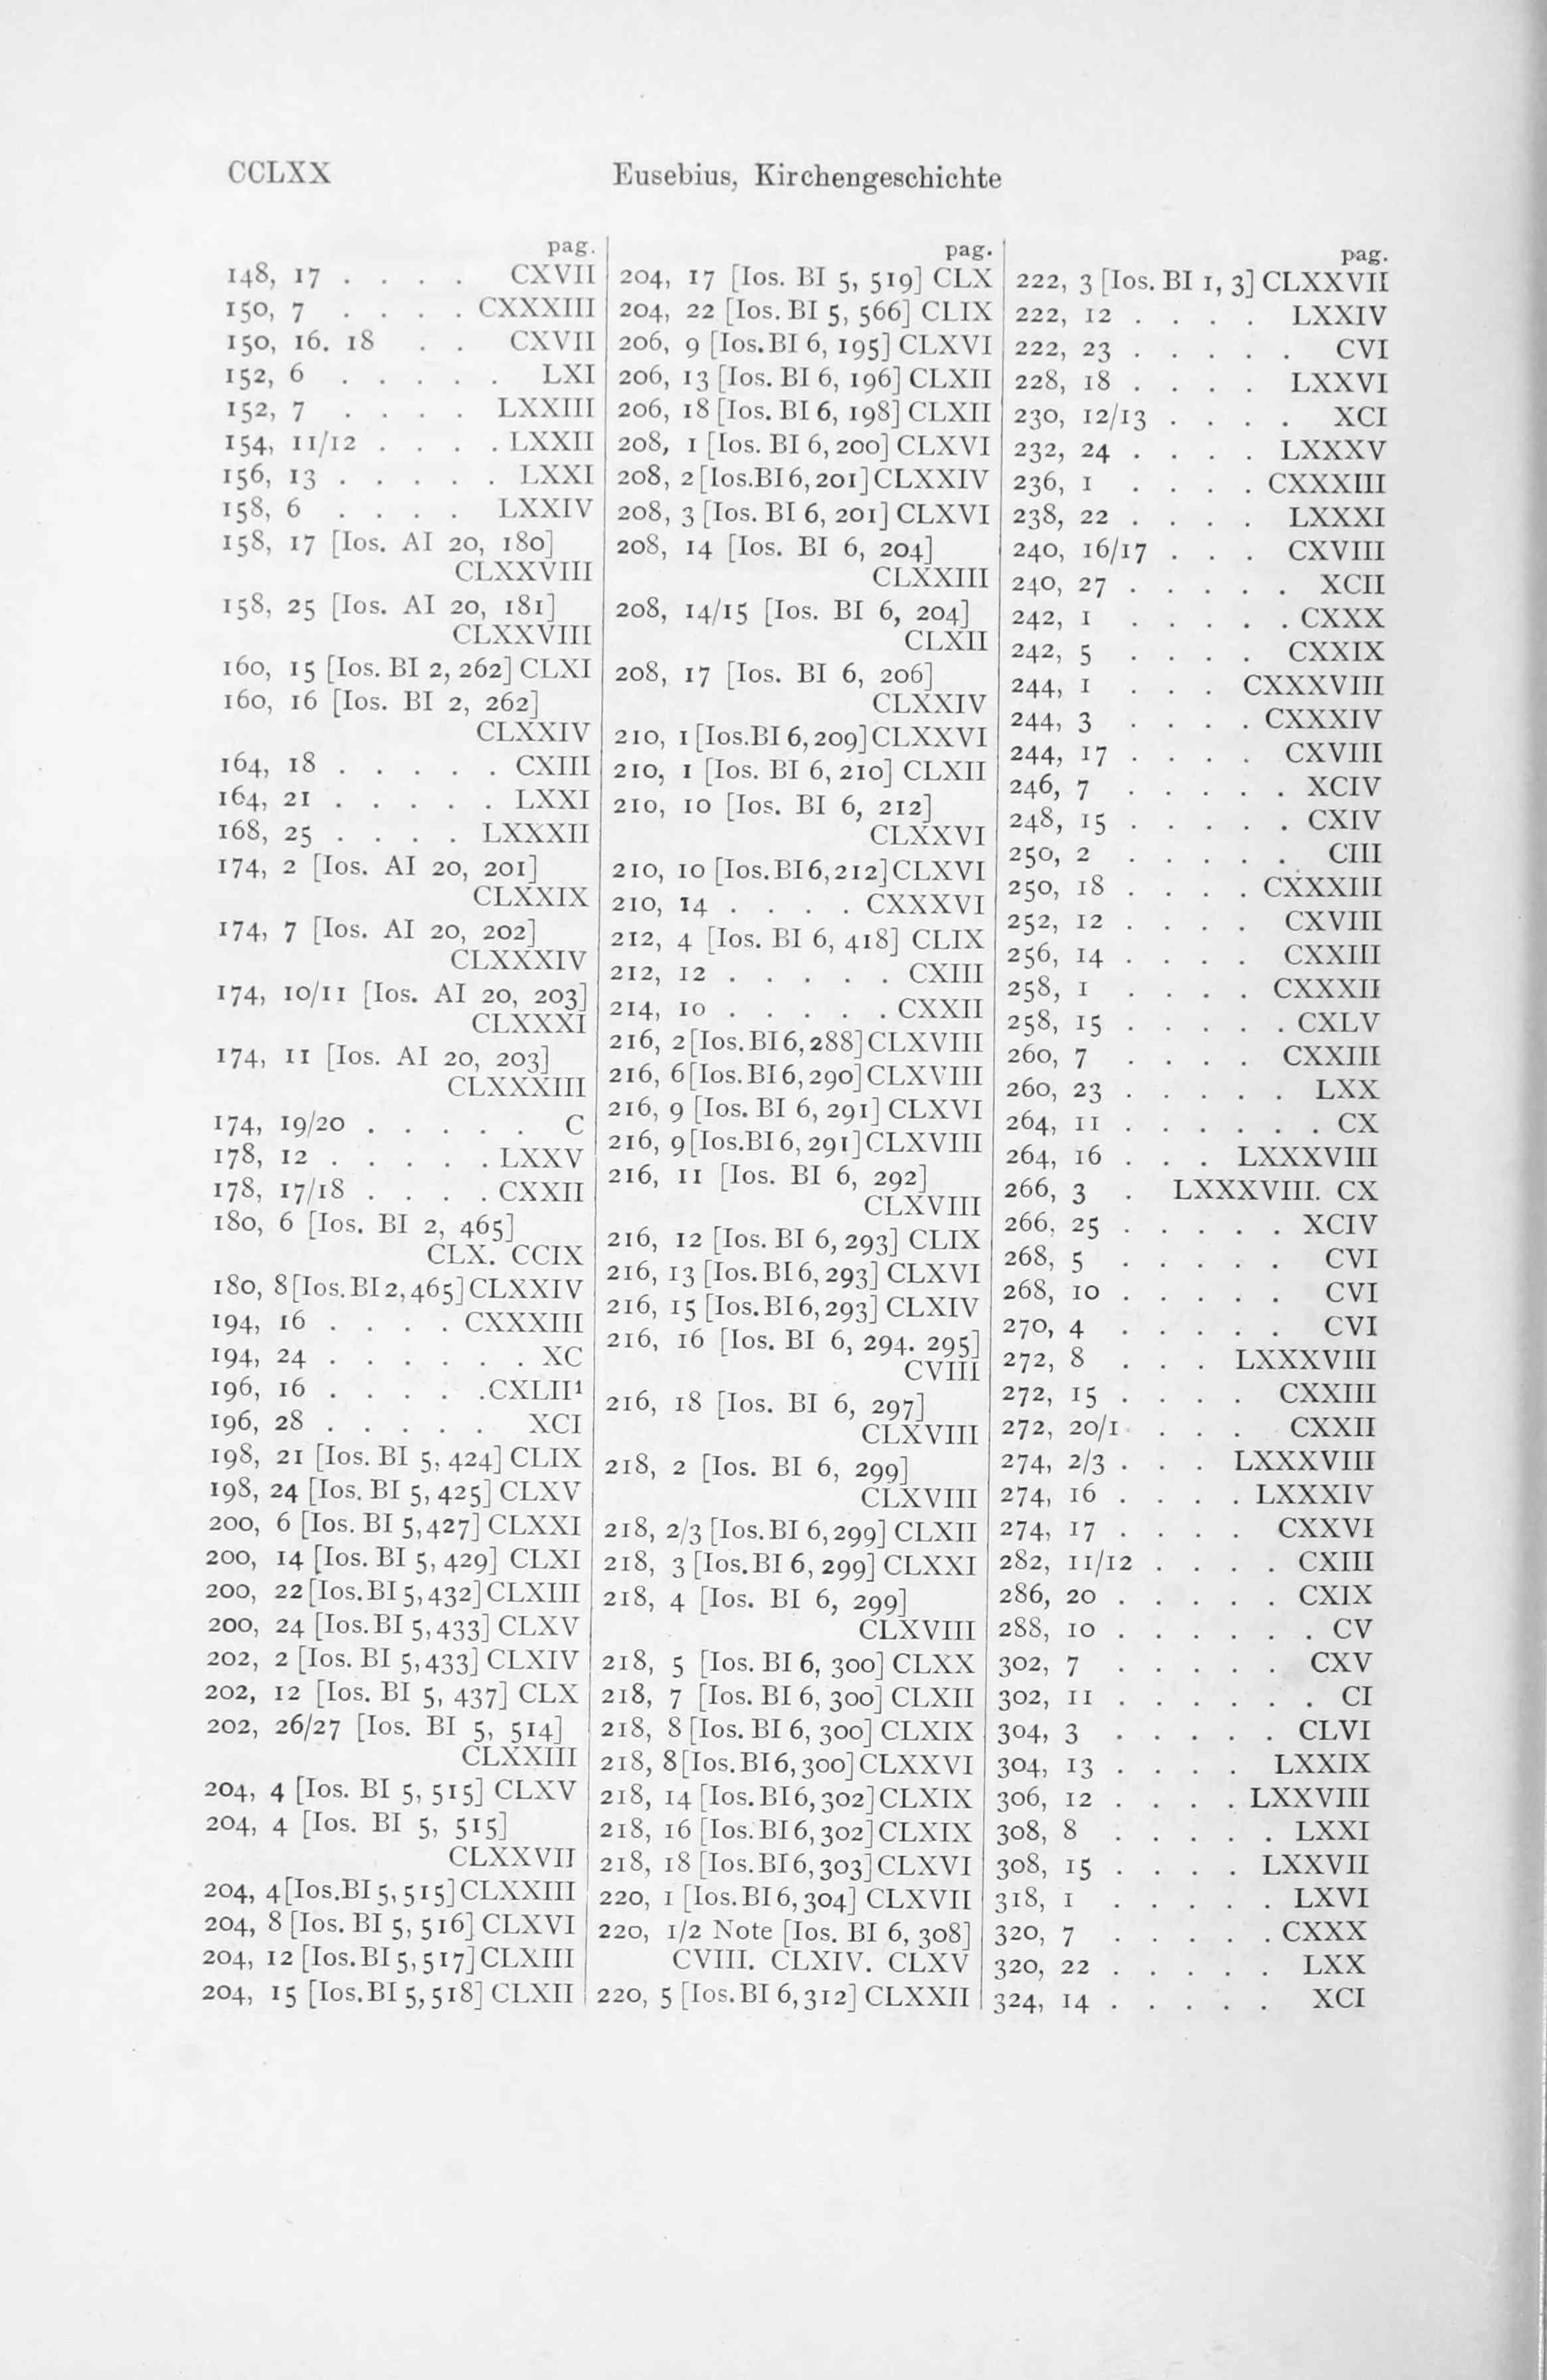 CCLXX Eusebius, Kirchengeschichte
pag.
148, 17 . . . . CXVII
150, 7 . . . . CXXXIII
150, 16. 18 . . CXVII
152, 6 . . . . . LXI
152, 7 . . . . LXXIII
154, 11/12 . . . . LXXII
156, 13 . . . . . LXXI
158, 6 . . . . LXXIV
158, 17 [Ios. AI 20, 180]
CLXXVIII
158, 25 [Ios. AI 20, 181]
CLXXVIII
160, 15 [Ios. BI 2, 262] CLXI
160, 16 [Ios. BI 2, 262]
CLXXIV
164, 18 . . . . . CXIII
164, 21 . . . . . LXXI
168, 25 . . . . LXXXII
174, 2 [Ios. AI 20, 201]
CLXXIX
174, 7 [Ios. AI 20, 202]
CLXXXIV
174, 10/11 [Ios. AI 20, 203]
CLXXXI
174, 11 [Ios. AI 20, 203]
CLXXXIII
174, 19/20 . . . . . C
178, 12 . . . . . LXXV
178, 17/18 . . . . CXXII
180, 6 [Ios. BI 2, 465]
CLX. CCIX
180, 8 [Ios. BI 2, 465] CLXXIV
194, 16 . . . . CXXXIII
194, 24 . . . . . . XC
196, 16 . . . . . CXLII¹
196, 28 . . . . . XCI
198, 21 [Ios. BI 5, 424] CLIX
198, 24 [Ios. BI 5, 425] CLXV
200, 6 [Ios. BI 5, 427] CLXXI
200, 14 [Ios. BI 5, 429] CLXI
200, 22 [Ios. BI 5, 432] CLXIII
200, 24 [Ios. BI 5, 433] CLXV
202, 2 [Ios. BI 5, 433] CLXIV
202, 12 [Ios. BI 5, 437] CLX
202, 26/27 [Ios. BI 5, 514]
CLXXIII
204, 4 [Ios. BI 5, 515] CLXV
204, 4 [Ios. BI 5, 515]
CLXXVII
204, 4 [Ios. BI 5, 515] CLXXIII
204, 8 [Ios. BI 5, 516] CLXVI
204, 12 [Ios. BI 5, 517] CLXIII
204, 15 [Ios. BI 5, 518] CLXII
pag.
204, 17 [Ios. BI 5, 519] CLX
204, 22 [Ios. BI 5, 566] CLIX
206, 9 [Ios. BI 6, 195] CLXVI
206, 13 [Ios. BI 6, 196] CLXII
206, 18 [Ios. BI 6, 198] CLXII
208, 1 [Ios. BI 6, 200] CLXVI
208, 2 [Ios. BI 6, 201] CLXXIV
208, 3 [Ios. BI 6, 201] CLXVI
208, 14 [Ios. BI 6, 204]
CLXXIII
208, 14/15 [Ios. BI 6, 204]
CLXII
208, 17 [Ios. BI 6, 206]
CLXXIV
210, 1 [Ios. BI 6, 209] CLXXVI
210, 1 [Ios. BI 6, 210] CLXII
210, 10 [Ios. BI 6, 212]
CLXXVI
210, 10 [Ios. BI 6, 212] CLXVI
210, 14 . . . . CXXXVI
212, 4 [Ios. BI 6, 418] CLIX
212, 12 . . . . . CXIII
214, 10 . . . . . CXXII
216, 2 [Ios. BI 6, 288] CLXVIII
216, 6 [Ios. BI 6, 290] CLXVIII
216, 9 [Ios. BI 6, 291] CLXVI
216, 9 [Ios. BI 6, 291] CLXVIII
216, 11 [Ios. BI 6, 292]
CLXVIII
216, 12 [Ios. BI 6, 293] CLIX
216, 13 [Ios. BI 6, 293] CLXVI
216, 15 [Ios. BI 6, 293] CLXIV
216, 16 [Ios. BI 6, 294. 295]
CVIII
216, 18 [Ios. BI 6, 297]
CLXVIII
218, 2 [Ios. BI 6, 299]
CLXVIII
218, 2/3 [Ios. BI 6, 299] CLXII
218, 3 [Ios. BI 6, 299] CLXXI
218, 4 [Ios. BI 6, 299]
CLXVIII
218, 5 [Ios. BI 6, 300] CLXX
218, 7 [Ios. BI 6, 300] CLXII
218, 8 [Ios. BI 6, 300] CLXIX
218, 8 [Ios. BI 6, 300] CLXXVI
218, 14 [Ios. BI 6, 302] CLXIX
218, 16 [Ios. BI 6, 302] CLXIX
218, 18 [Ios. BI 6, 303] CLXVI
220, 1 [Ios. BI 6, 304] CLXVII
220, 1/2 Note [Ios. BI 6, 308]
CVIII. CLXIV. CLXV
220, 5 [Ios. BI 6, 312] CLXXII
pag.
222, 3 [Ios. BI 1, 3] CLXXVII
222, 12 . . . . LXXIV
222, 23 . . . . . CVI
228, 18 . . . . LXXVI
230, 12/13 . . . . XCI
232, 24 . . . . LXXXV
236, 1 . . . . CXXXIII
238, 22 . . . . LXXXI
240, 16/17 . . . CXVIII
240, 27 . . . . . XCII
242, 1 . . . . . CXXX
242, 5 . . . . CXXIX
244, 1 . . . CXXXVIII
244, 3 . . . . CXXXIV
244, 17 . . . . CXVIII
246, 7 . . . . . XCIV
248, 15 . . . . . CXIV
250, 2 . . . . . CIII
250, 18 . . . . CXXXIII
252, 12 . . . . CXVIII
256, 14 . . . . CXXIII
258, 1 . . . . CXXXII
258, 15 . . . . . CXLV
260, 7 . . . . CXXIII
260, 23 . . . . . LXX
264, 11 . . . . . . CX
264, 16 . . . LXXXVIII
266, 3 . LXXXVIII. CX
266, 25 . . . . . XCIV
268, 5 . . . . . CVI
268, 10 . . . . . CVI
270, 4 . . . . . CVI
272, 8 . . . LXXXVIII
272, 15 . . . . CXXIII
272, 20/1 . . . CXXII
274, 2/3 . . . LXXXVIII
274, 16 . . . . LXXXIV
274, 17 . . . . CXXVI
282, 11/12 . . . . CXIII
286, 20 . . . . . CXIX
288, 10 . . . . . . CV
302, 7 . . . . . CXV
302, 11 . . . . . . CI
304, 3 . . . . . CLVI
304, 13 . . . . LXXIX
306, 12 . . . . LXXVIII
308, 8 . . . . . LXXI
308, 15 . . . . LXXVII
318, 1 . . . . . LXVI
320, 7 . . . . . CXXX
320, 22 . . . . . LXX
324, 14 . . . . . XCI